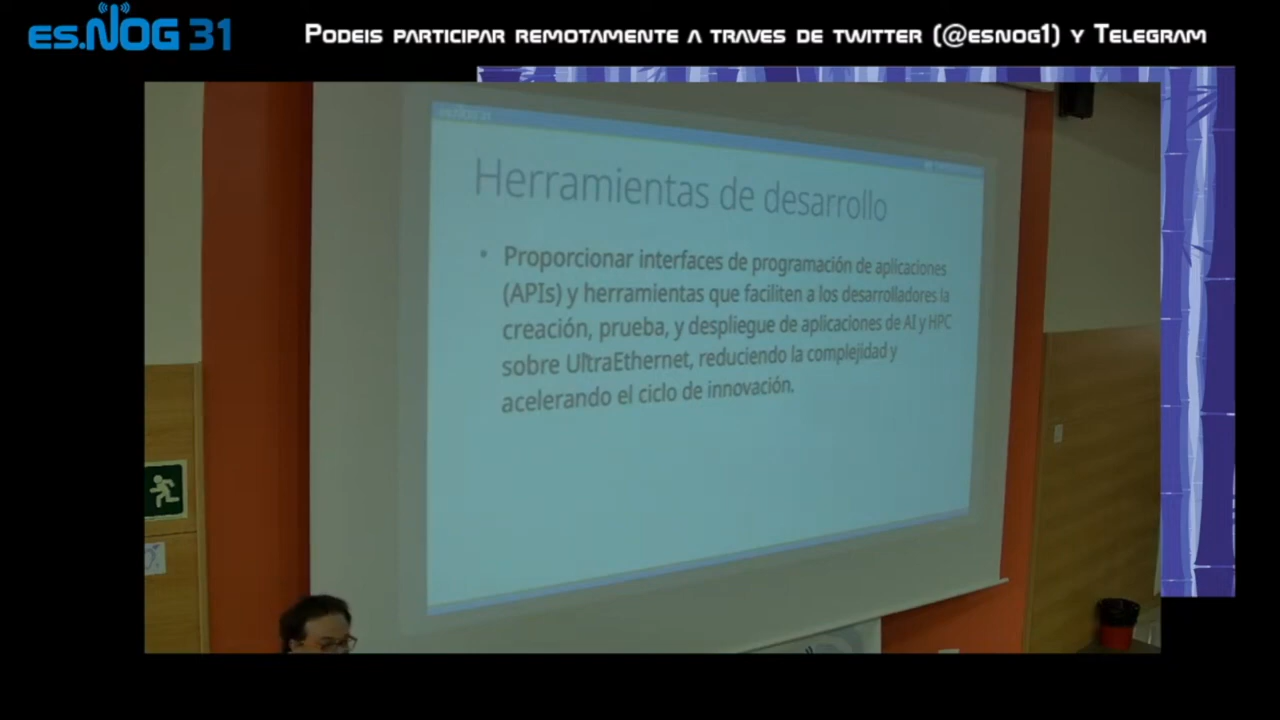 es.NOG 31
PODEIS PARTICIPAR REMOTAMENTE A TRAVES DE TWITTER (@ESNOG1) Y TELEGRAM
Herramientas de desarrollo
• Proporcionar interfaces de programación de aplicaciones
(APIs) y herramientas que faciliten a los desarrolladores la
creación, prueba, y despliegue de aplicaciones de AI y HPC
sobre UltraEthernet, reduciendo la complejidad y
acelerando el ciclo de innovación.